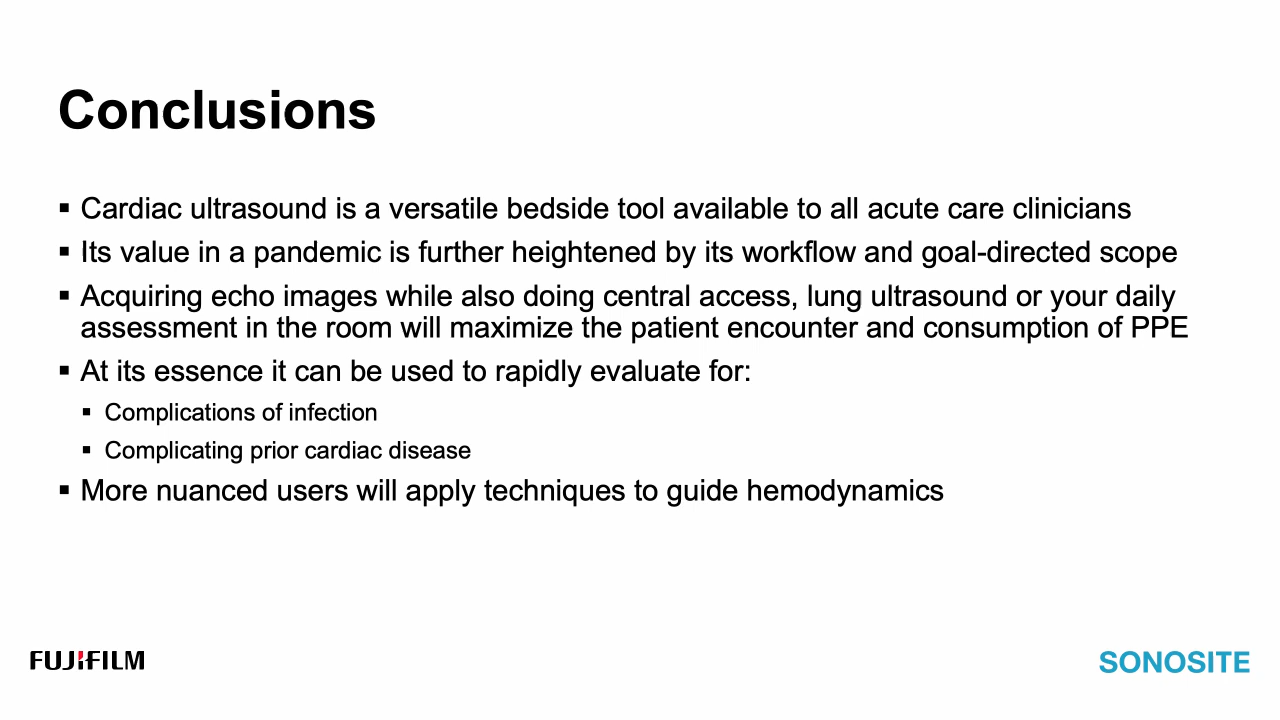 Conclusions
▪ Cardiac ultrasound is a versatile bedside tool available to all acute care clinicians
▪ Its value in a pandemic is further heightened by its workflow and goal-directed scope
▪ Acquiring echo images while also doing central access, lung ultrasound or your daily
assessment in the room will maximize the patient encounter and consumption of PPE
▪ At its essence it can be used to rapidly evaluate for:
▪ Complications of infection
▪ Complicating prior cardiac disease
▪ More nuanced users will apply techniques to guide hemodynamics
FUJIFILM
SONOSITE